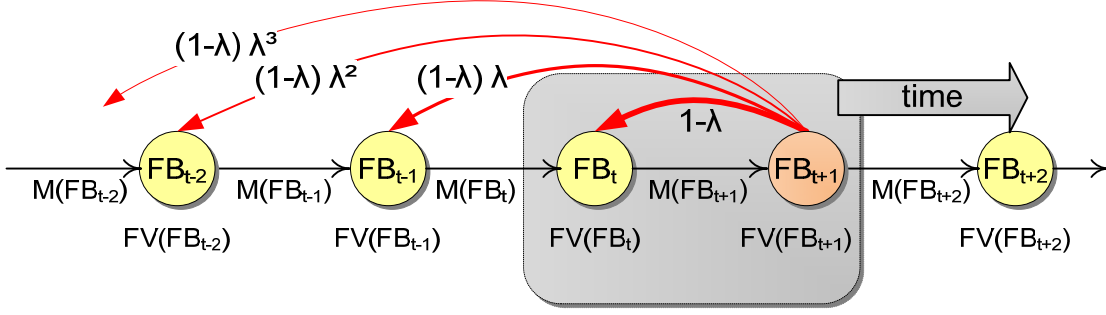 (1-λ) λ³
(1-λ) λ²
(1-λ) λ
1-λ
time
FBt-2
FBt-1
FBt
FBt+1
FBt+2
M(FBt-2)
M(FBt-1)
M(FBt)
M(FBt+1)
M(FBt+2)
FV(FBt-2)
FV(FBt-1)
FV(FBt)
FV(FBt+1)
FV(FBt+2)